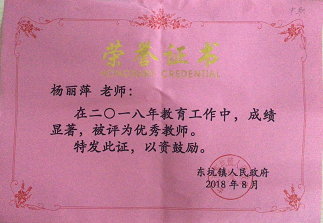 荣誉证书
杨丽萍 老师:
在二〇一八年教育工作中,成绩
显著,被评为优秀教师。
特发此证,以资鼓励。
东坑镇人民政府
2018年8月